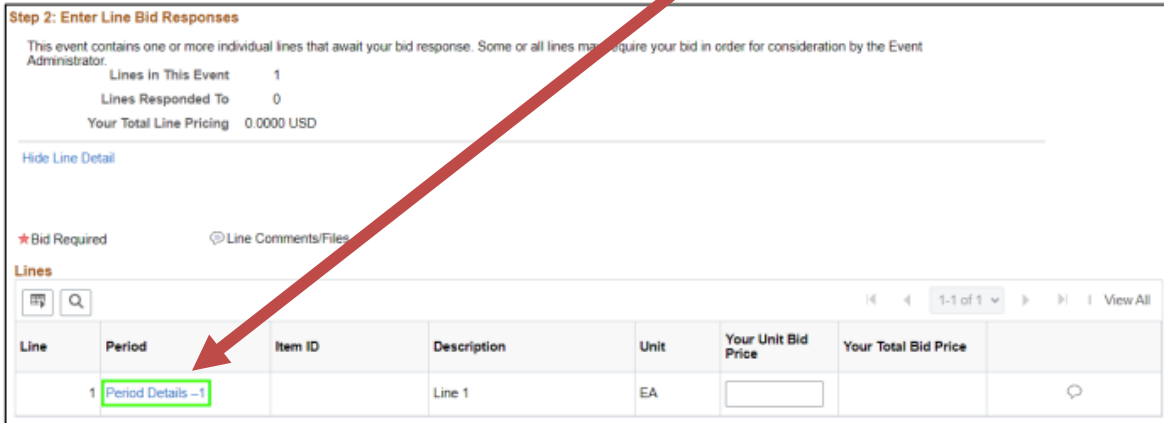 Step 2: Enter Line Bid Responses
This event contains one or more individual lines that await your bid response. Some or all lines may require your bid in order for consideration by the Event
Administrator.
Lines in This Event 1
Lines Responded To 0
Your Total Line Pricing 0.0000 USD
Hide Line Detail
★Bid Required Line Comments/Files
Lines
1-1 of 1 View All
Line Period Item ID Description Unit Your Unit Bid Price Your Total Bid Price
1 Period Details –1 Line 1 EA